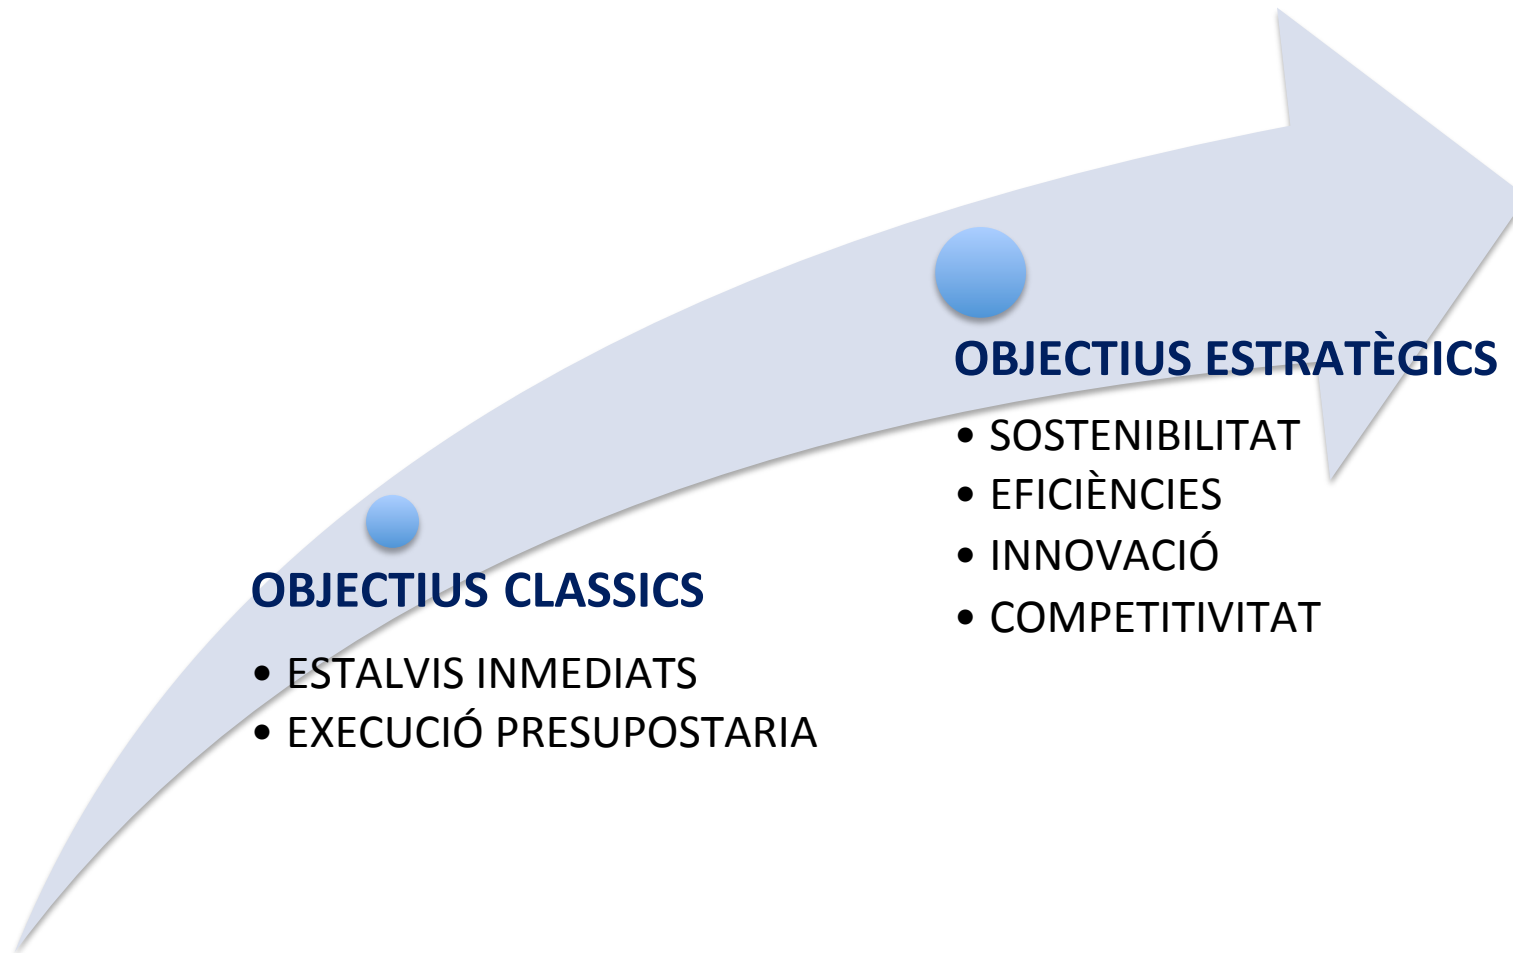 OBJECTIUS CLASSICS
• ESTALVIS INMEDIATS
• EXECUCIÓ PRESUPOSTARIA
OBJECTIUS ESTRATÈGICS
• SOSTENIBILITAT
• EFICIÈNCIES
• INNOVACIÓ
• COMPETITIVITAT